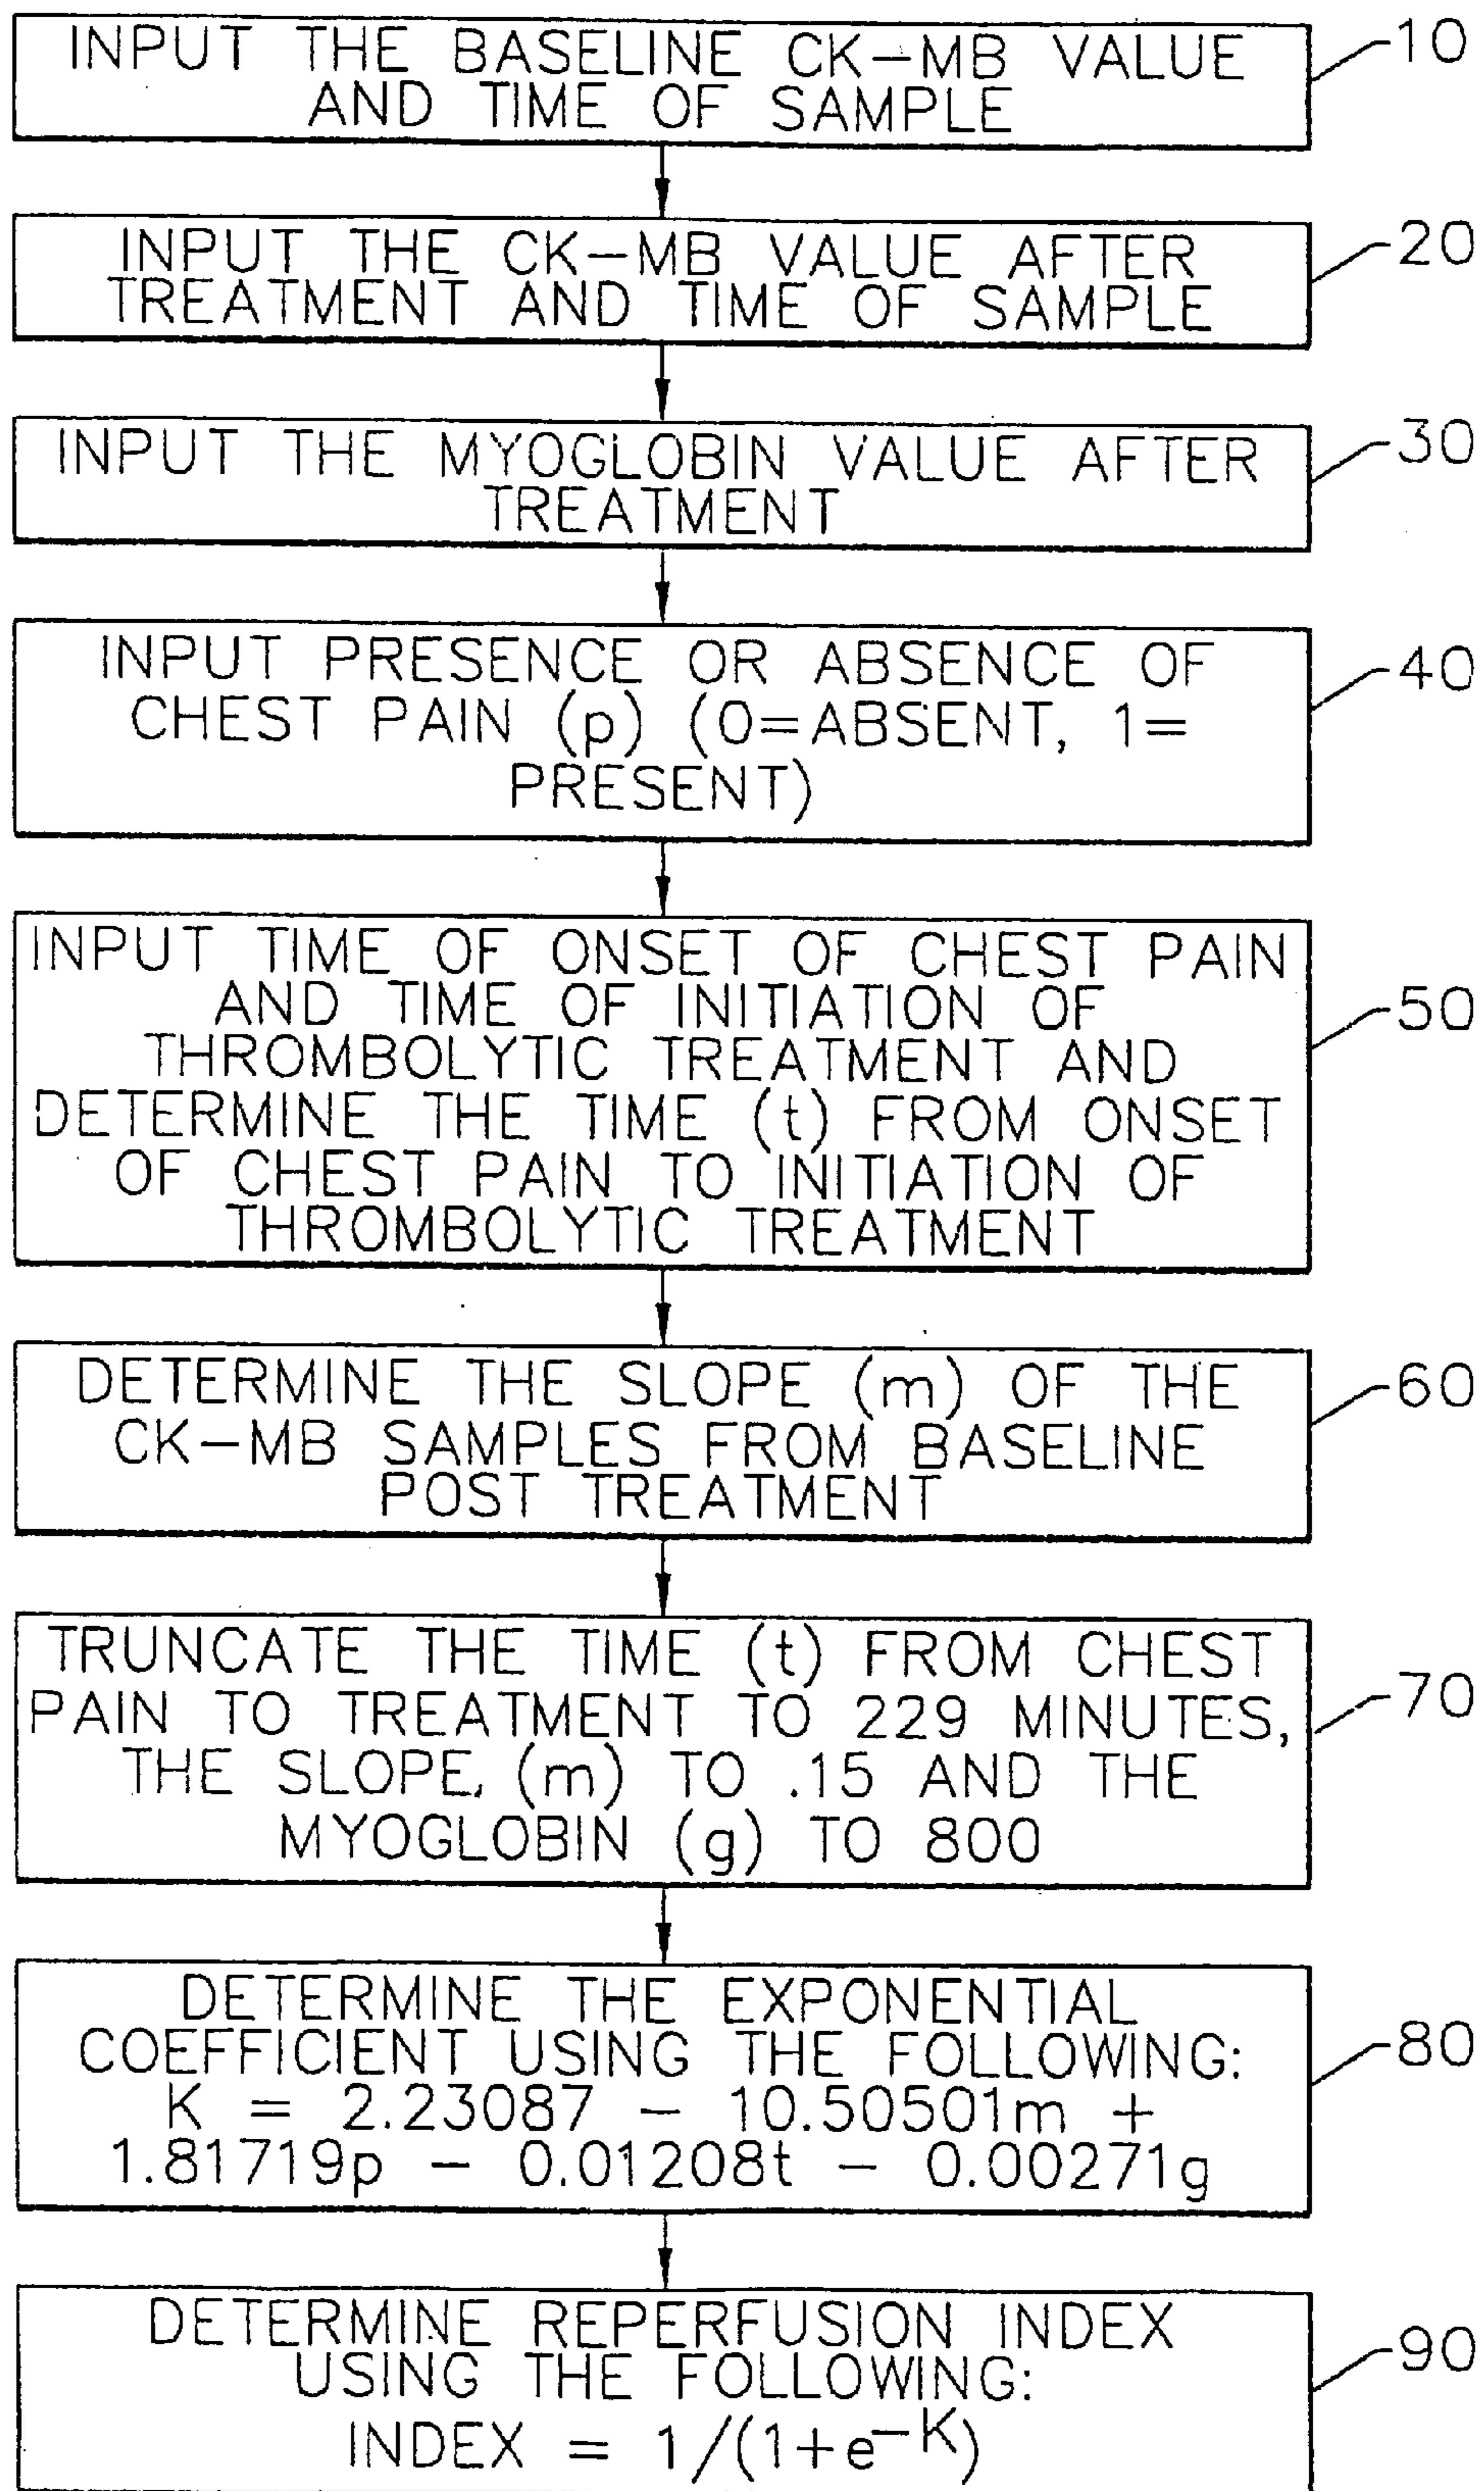 INPUT THE BASELINE CK-MB VALUE
AND TIME OF SAMPLE
10
INPUT THE CK-MB VALUE AFTER
TREATMENT AND TIME OF SAMPLE
20
INPUT THE MYOGLOBIN VALUE AFTER
TREATMENT
30
INPUT PRESENCE OR ABSENCE OF
CHEST PAIN (p) (0=ABSENT, 1=
PRESENT)
40
INPUT TIME OF ONSET OF CHEST PAIN
AND TIME OF INITIATION OF
THROMBOLYTIC TREATMENT AND
DETERMINE THE TIME (t) FROM ONSET
OF CHEST PAIN TO INITIATION OF
THROMBOLYTIC TREATMENT
50
DETERMINE THE SLOPE (m) OF THE
CK-MB SAMPLES FROM BASELINE
POST TREATMENT
60
TRUNCATE THE TIME (t) FROM CHEST
PAIN TO TREATMENT TO 229 MINUTES,
THE SLOPE, (m) TO .15 AND THE
MYOGLOBIN (g) TO 800
70
DETERMINE THE EXPONENTIAL
COEFFICIENT USING THE FOLLOWING:
K = 2.23087 - 10.50501m +
1.81719p - 0.01208t - 0.00271g
80
DETERMINE REPERFUSION INDEX
USING THE FOLLOWING:
INDEX = 1/(1+e^-K)
90